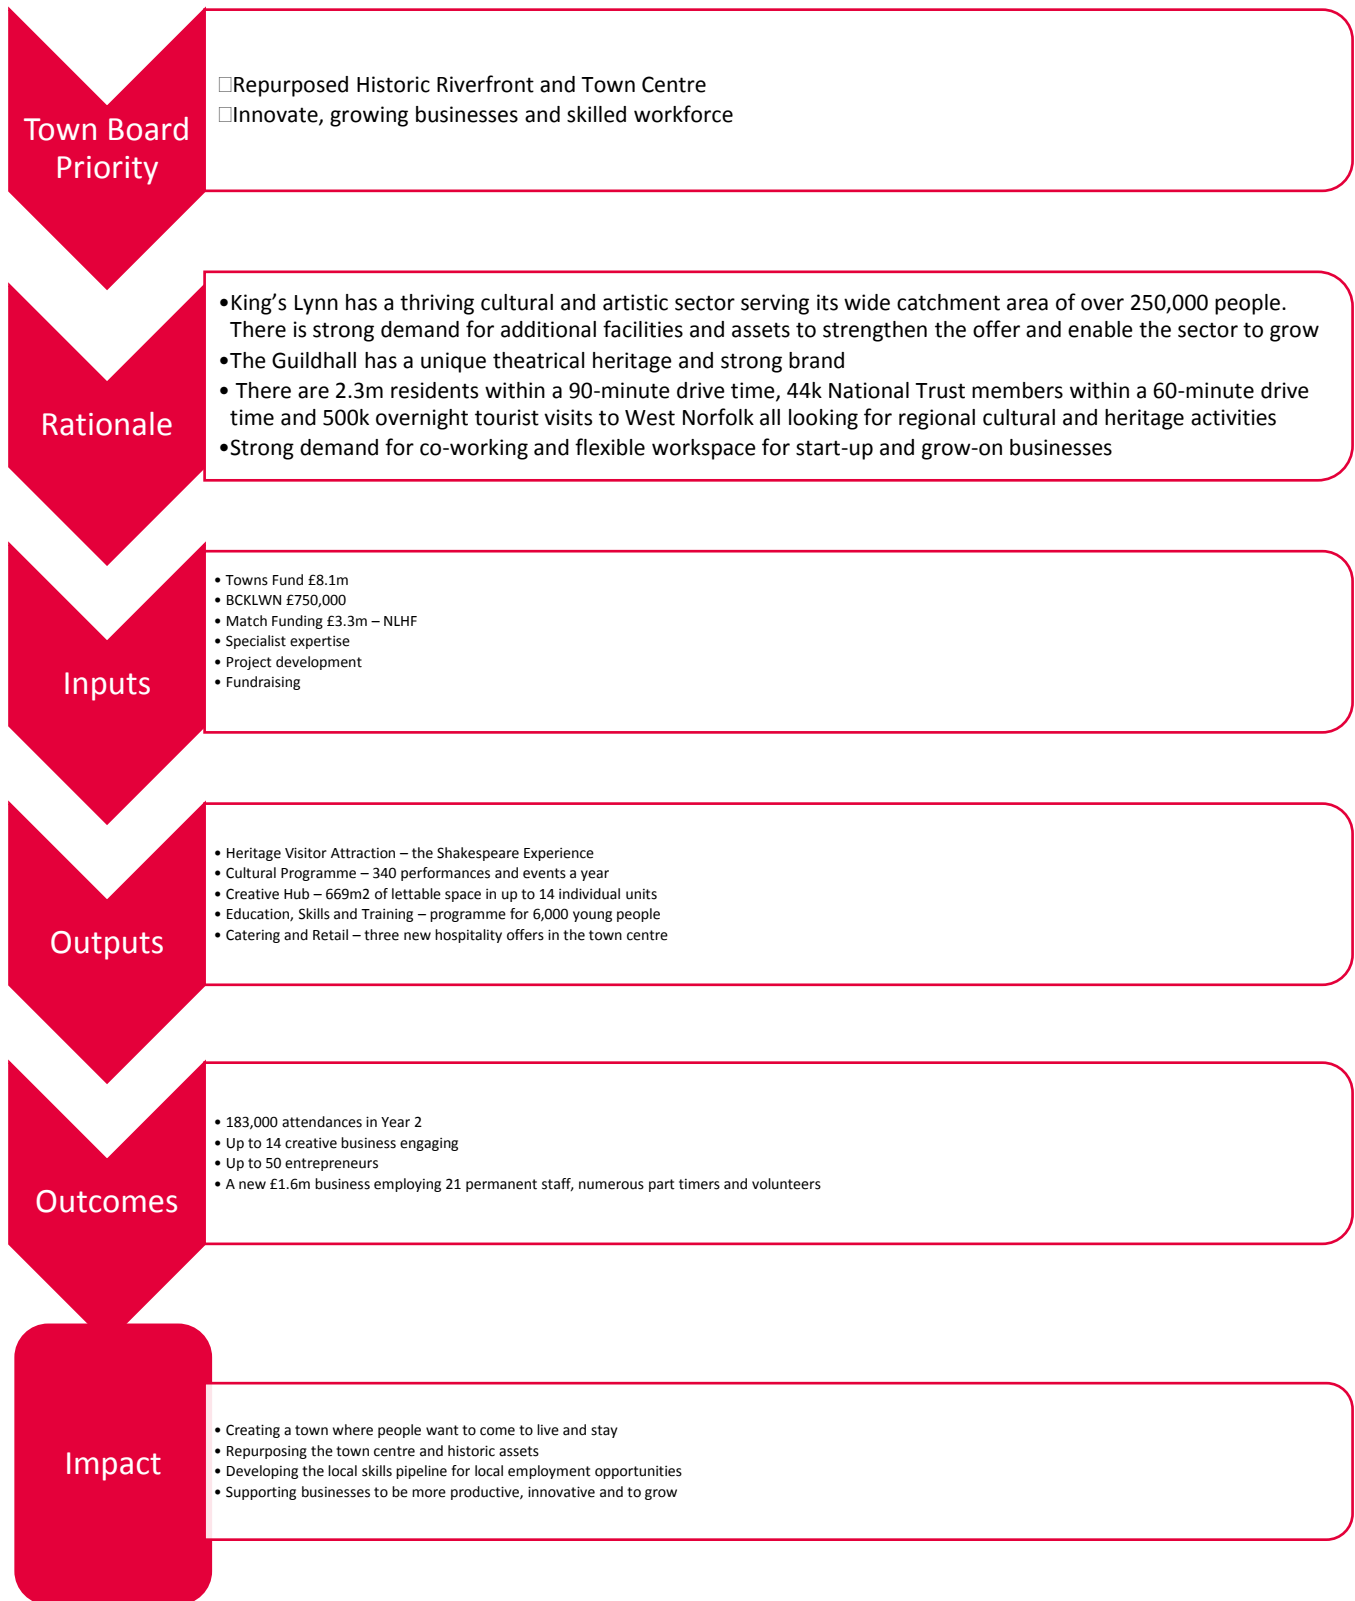 Town Board
Priority
□Repurposed Historic Riverfront and Town Centre
□Innovate, growing businesses and skilled workforce
Rationale
•King’s Lynn has a thriving cultural and artistic sector serving its wide catchment area of over 250,000 people.
There is strong demand for additional facilities and assets to strengthen the offer and enable the sector to grow
•The Guildhall has a unique theatrical heritage and strong brand
• There are 2.3m residents within a 90-minute drive time, 44k National Trust members within a 60-minute drive
time and 500k overnight tourist visits to West Norfolk all looking for regional cultural and heritage activities
•Strong demand for co-working and flexible workspace for start-up and grow-on businesses
Inputs
• Towns Fund £8.1m
• BCKLWN £750,000
• Match Funding £3.3m – NLHF
• Specialist expertise
• Project development
• Fundraising
Outputs
• Heritage Visitor Attraction – the Shakespeare Experience
• Cultural Programme – 340 performances and events a year
• Creative Hub – 669m2 of lettable space in up to 14 individual units
• Education, Skills and Training – programme for 6,000 young people
• Catering and Retail – three new hospitality offers in the town centre
Outcomes
• 183,000 attendances in Year 2
• Up to 14 creative business engaging
• Up to 50 entrepreneurs
• A new £1.6m business employing 21 permanent staff, numerous part timers and volunteers
Impact
• Creating a town where people want to come to live and stay
• Repurposing the town centre and historic assets
• Developing the local skills pipeline for local employment opportunities
• Supporting businesses to be more productive, innovative and to grow